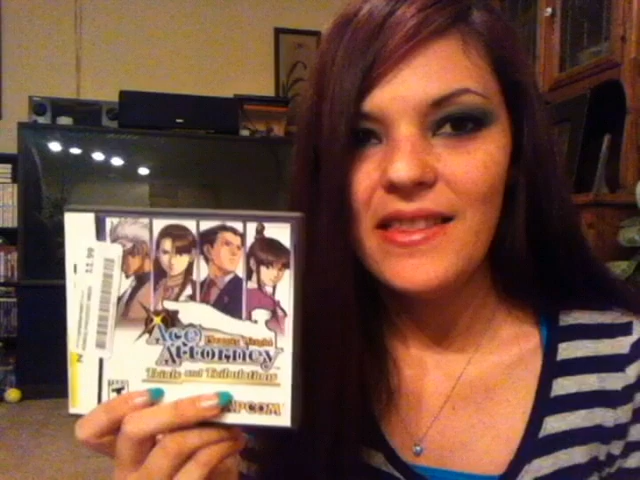 Phoenix Wright
Ace
Attorney
Trials and Tribulations
T
CAPCOM